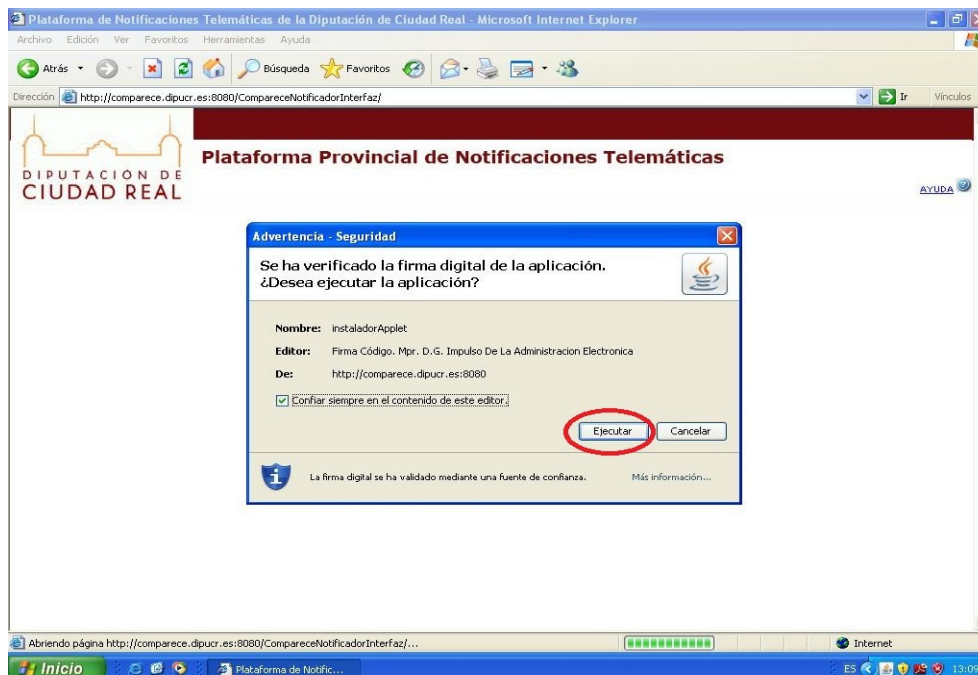 Plataforma de Notificaciones Telemáticas de la Diputación de Ciudad Real - Microsoft Internet Explorer
Archivo Edición Ver Favoritos Herramientas Ayuda
Atrás Búsqueda Favoritos
Dirección http://comparece.dipucr.es:8080/CompareceNotificadorInterfaz/ Ir Vínculos
DIPUTACIÓN DE
CIUDAD REAL
Plataforma Provincial de Notificaciones Telemáticas
AYUDA
Advertencia - Seguridad
Se ha verificado la firma digital de la aplicación.
¿Desea ejecutar la aplicación?
Nombre: instaladorApplet
Editor: Firma Código. Mpr. D.G. Impulso De La Administracion Electronica
De: http://comparece.dipucr.es:8080
Confiar siempre en el contenido de este editor.
Ejecutar Cancelar
La firma digital se ha validado mediante una fuente de confianza. Más información...
Abriendo página http://comparece.dipucr.es:8080/CompareceNotificadorInterfaz/... Internet
Inicio Plataforma de Notific... ES 13:09